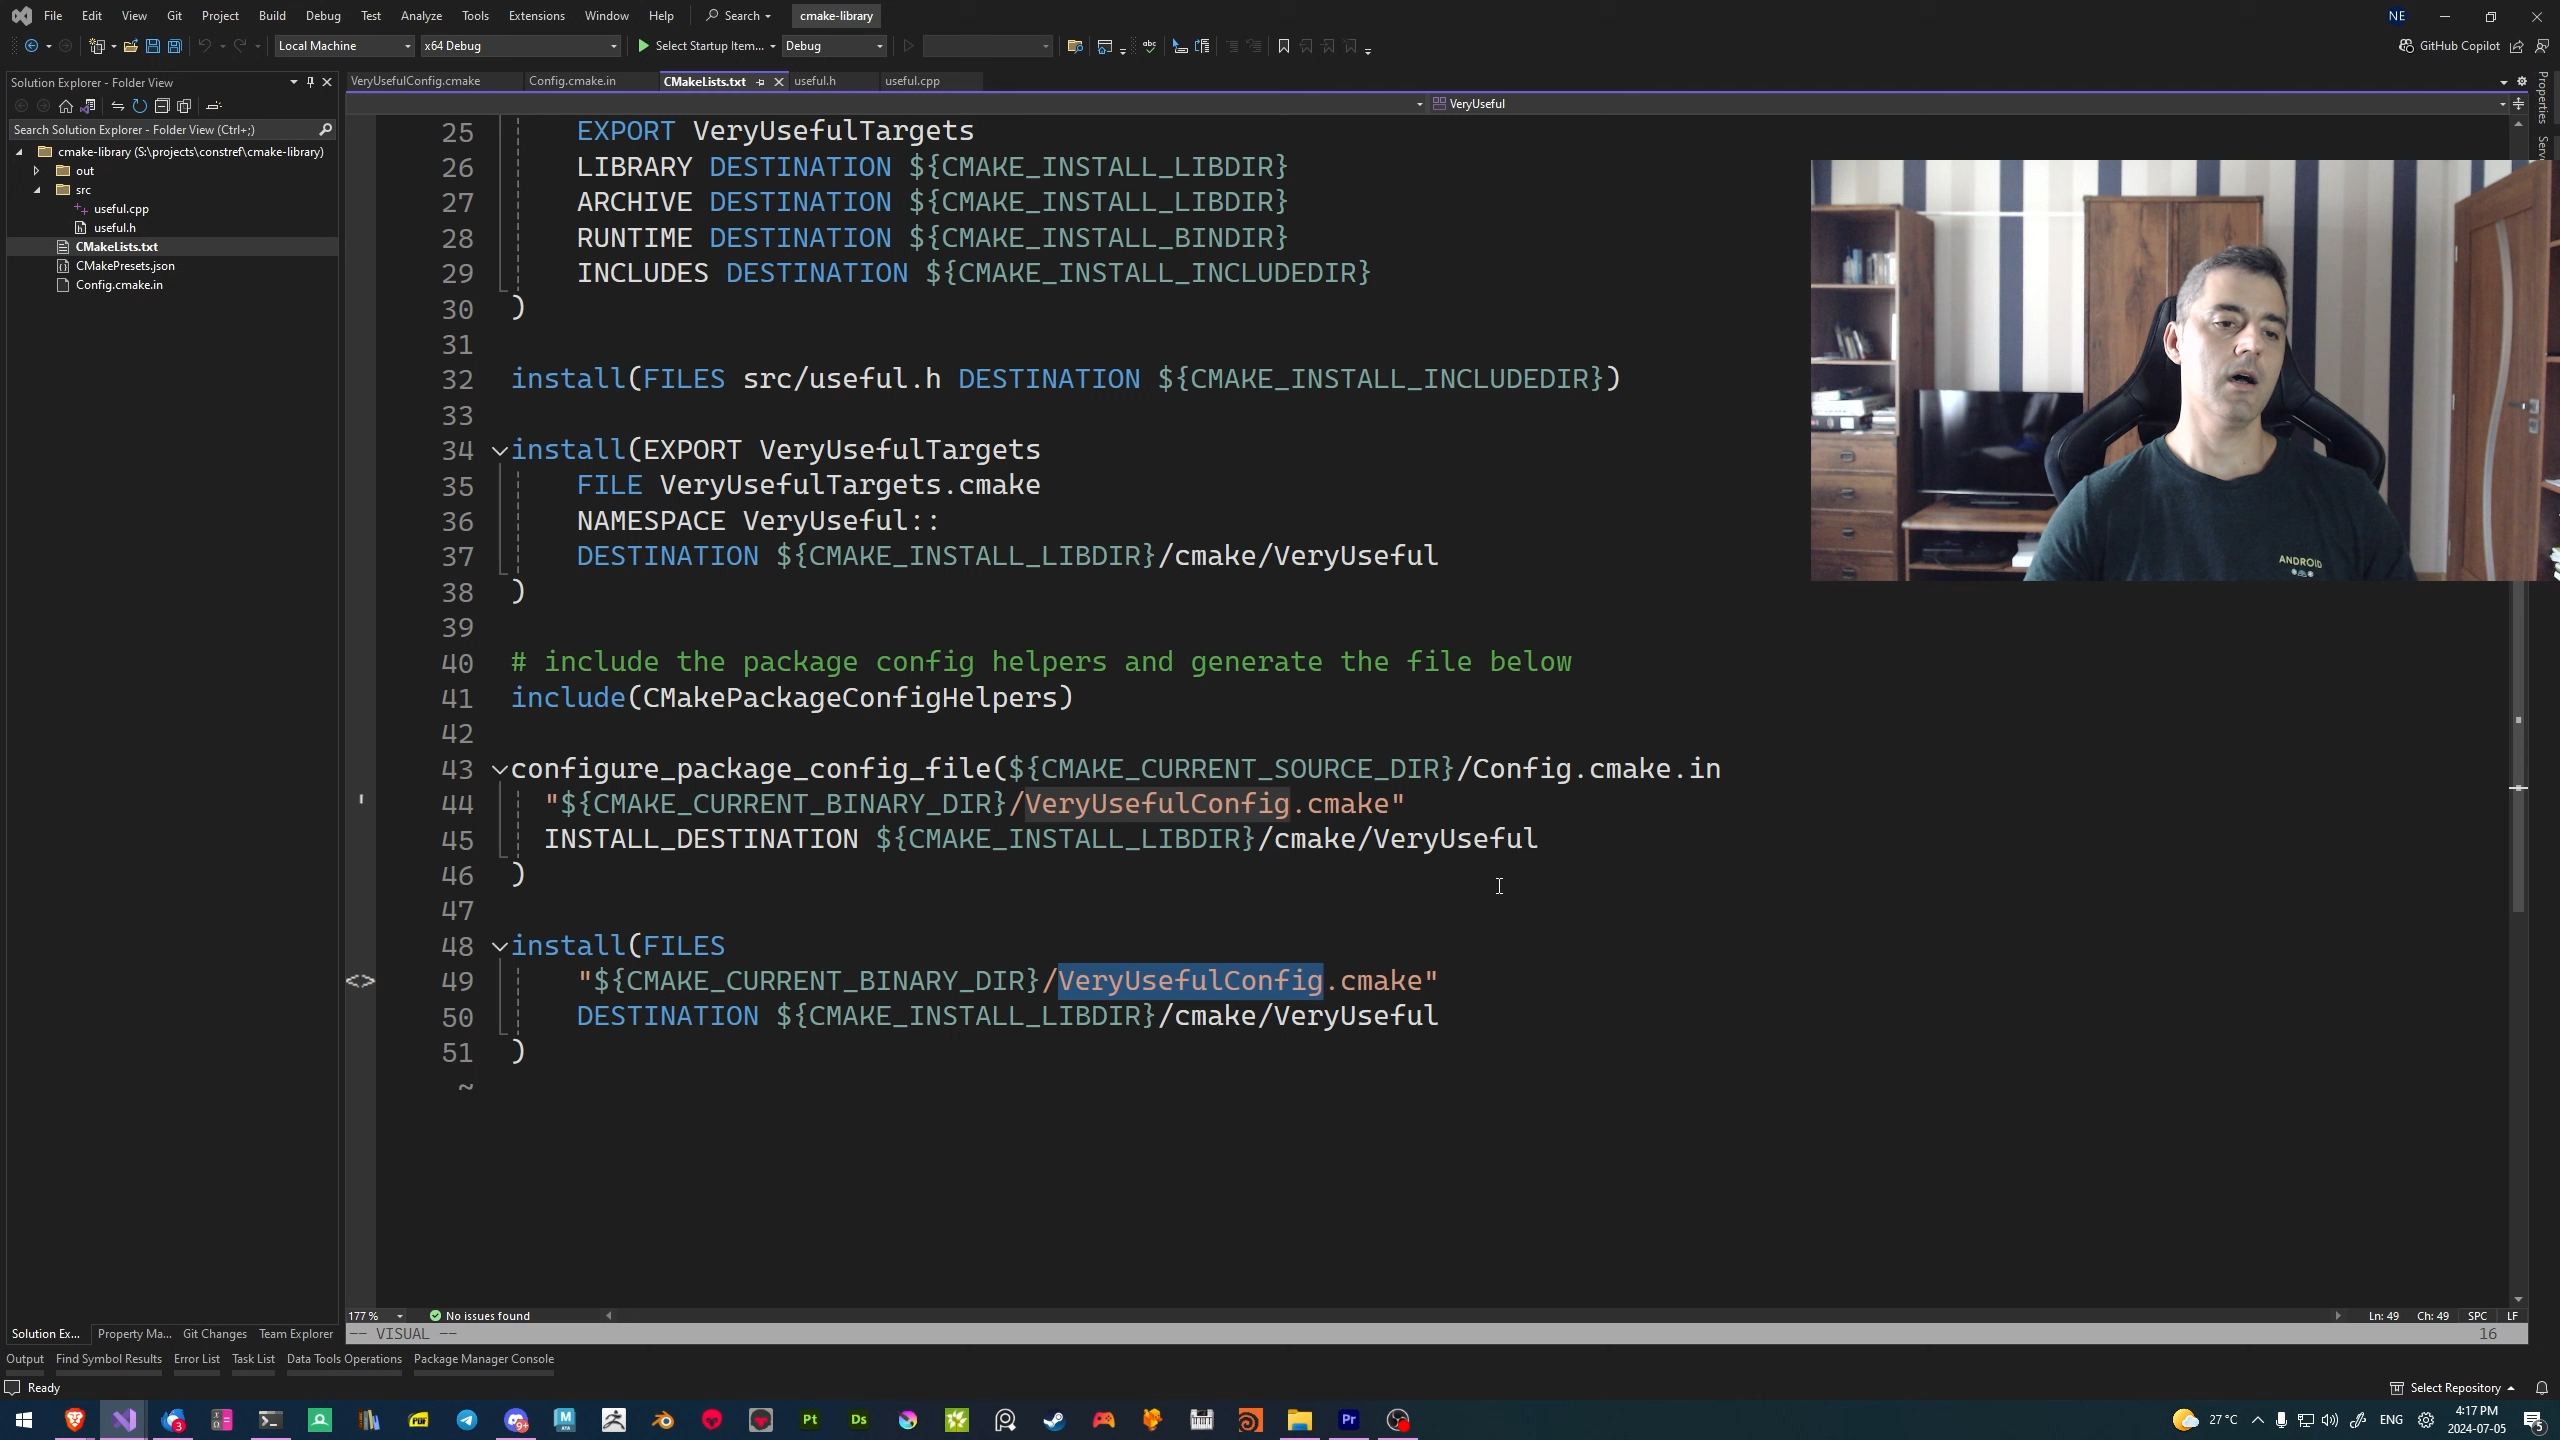 File Edit View Git Project Build Debug Test Analyze Tools Extensions Window Help Search cmake-library NE
Local Machine x64 Debug Select Startup Item... Debug GitHub Copilot
Solution Explorer - Folder View
Search Solution Explorer - Folder View (Ctrl+;)
cmake-library (S:\projects\constref\cmake-library)
out
src
useful.cpp
useful.h
CMakeLists.txt
CMakePresets.json
Config.cmake.in
VeryUsefulConfig.cmake Config.cmake.in CMakeLists.txt useful.h useful.cpp
VeryUseful
Properties
25 EXPORT VeryUsefulTargets
26 LIBRARY DESTINATION ${CMAKE_INSTALL_LIBDIR}
27 ARCHIVE DESTINATION ${CMAKE_INSTALL_LIBDIR}
28 RUNTIME DESTINATION ${CMAKE_INSTALL_BINDIR}
29 INCLUDES DESTINATION ${CMAKE_INSTALL_INCLUDEDIR}
30 )
31
32 install(FILES src/useful.h DESTINATION ${CMAKE_INSTALL_INCLUDEDIR})
33
34 install(EXPORT VeryUsefulTargets
35 FILE VeryUsefulTargets.cmake
36 NAMESPACE VeryUseful::
37 DESTINATION ${CMAKE_INSTALL_LIBDIR}/cmake/VeryUseful
38 )
39
40 # include the package config helpers and generate the file below
41 include(CMakePackageConfigHelpers)
42
43 configure_package_config_file(${CMAKE_CURRENT_SOURCE_DIR}/Config.cmake.in
44 "${CMAKE_CURRENT_BINARY_DIR}/VeryUsefulConfig.cmake"
45 INSTALL_DESTINATION ${CMAKE_INSTALL_LIBDIR}/cmake/VeryUseful
46 )
47
48 install(FILES
49 "${CMAKE_CURRENT_BINARY_DIR}/VeryUsefulConfig.cmake"
50 DESTINATION ${CMAKE_INSTALL_LIBDIR}/cmake/VeryUseful
51 )
~
ANDROID
177 % No issues found Ln: 49 Ch: 49 SPC LF
-- VISUAL -- 16
Solution Ex... Property Ma... Git Changes Team Explorer
Output Find Symbol Results Error List Task List Data Tools Operations Package Manager Console
Ready Select Repository
27°C ENG 4:17 PM
2024-07-05